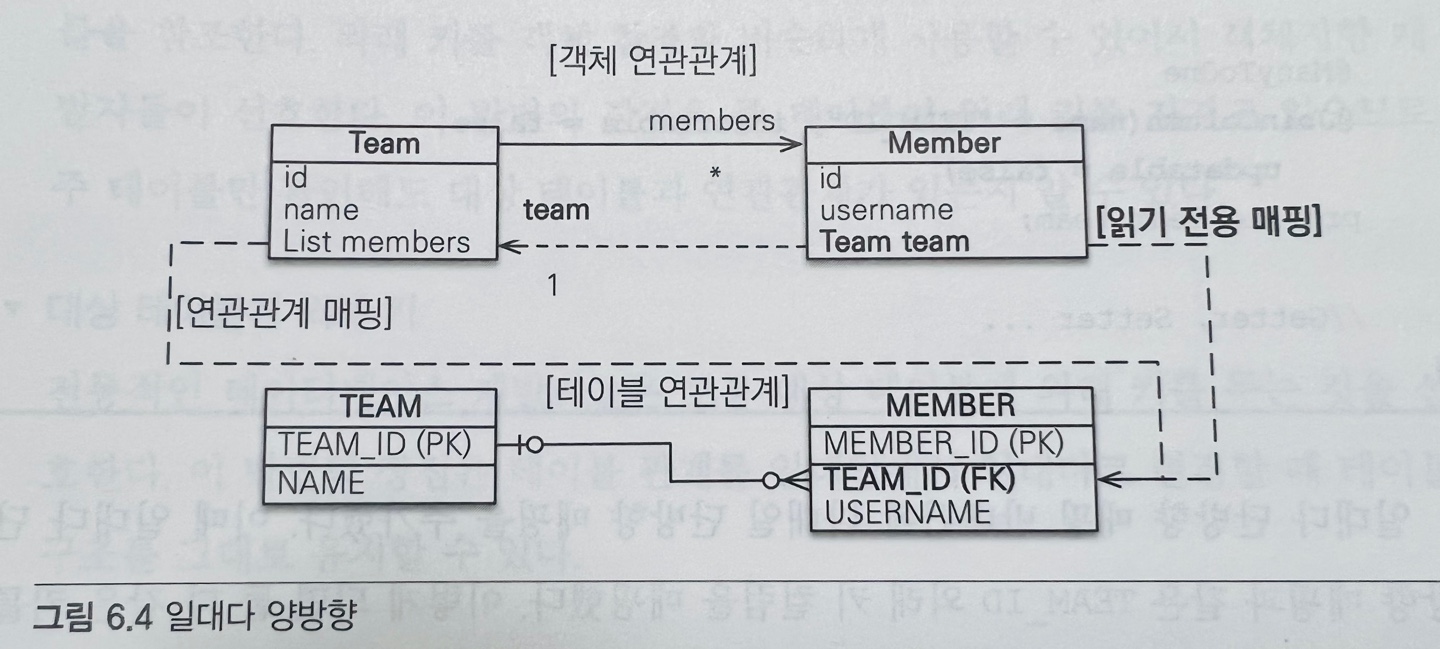 [객체 연관관계]
members
Team
Member
id
*
id
name
team
username
[읽기 전용 매핑]
List members
Team team
1
[연관관계 매핑]
[테이블 연관관계]
TEAM
MEMBER
TEAM_ID (PK)
MEMBER_ID (PK)
NAME
TEAM_ID (FK)
USERNAME
그림 6.4 일대다 양방향